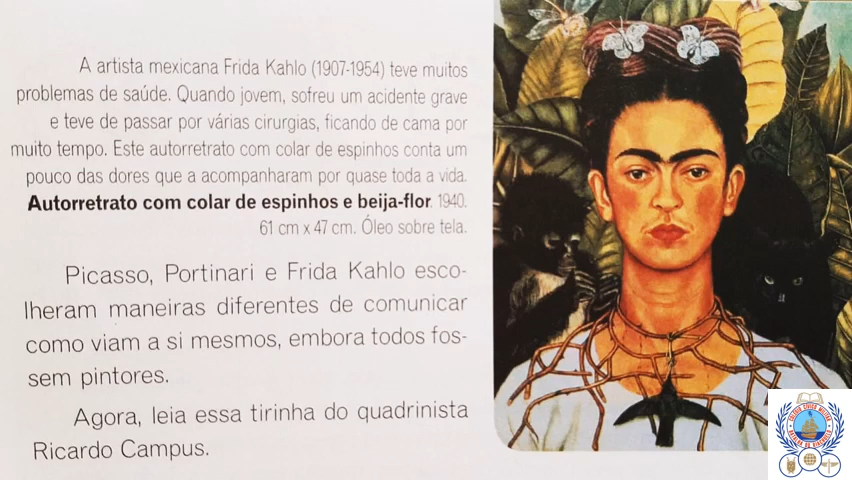 A artista mexicana Frida Kahlo (1907-1954) teve muitos
problemas de saúde. Quando jovem, sofreu um acidente grave
e teve de passar por várias cirurgias, ficando de cama por
muito tempo. Este autorretrato com colar de espinhos conta um
pouco das dores que a acompanharam por quase toda a vida.
Autorretrato com colar de espinhos e beija-flor. 1940.
61 cm x 47 cm. Óleo sobre tela.
Picasso, Portinari e Frida Kahlo esco-
lheram maneiras diferentes de comunicar
como viam a si mesmos, embora todos fos-
sem pintores.
Agora, leia essa tirinha do quadrinista
Ricardo Campus.